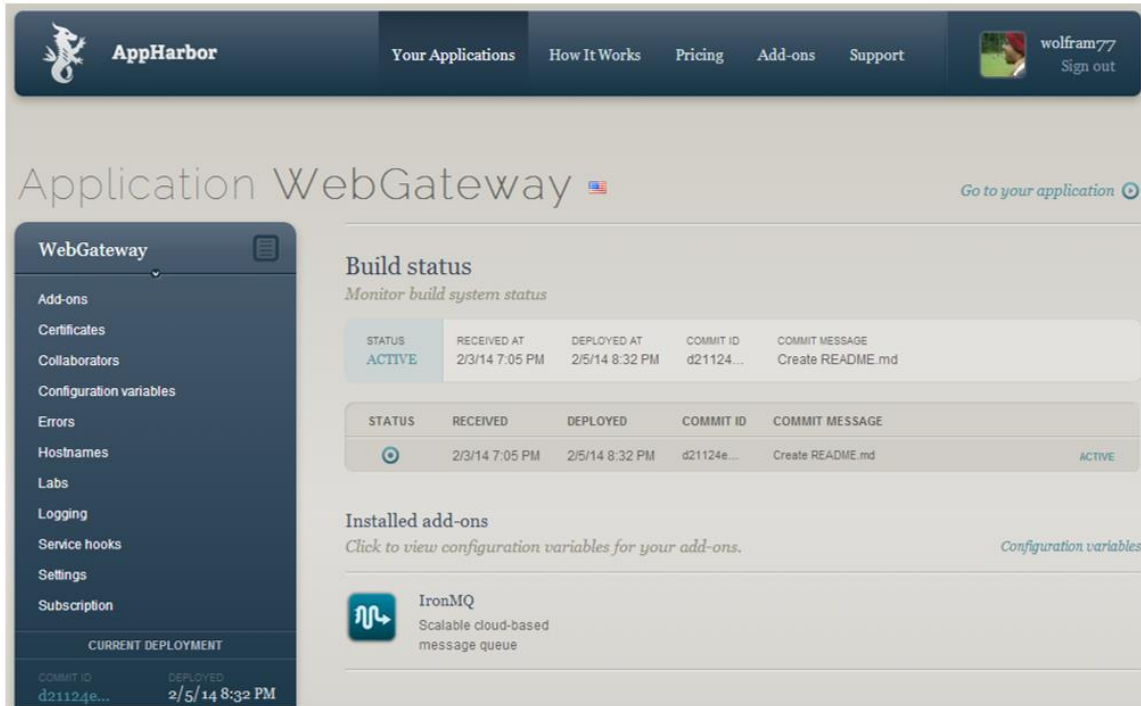 AppHarbor
Your Applications How It Works Pricing Add-ons Support
wolfram77
Sign out
Application WebGateway
Go to your application
WebGateway
Add-ons
Certificates
Collaborators
Configuration variables
Errors
Hostnames
Labs
Logging
Service hooks
Settings
Subscription
CURRENT DEPLOYMENT
COMMIT ID DEPLOYED
d21124e... 2/5/14 8:32 PM
Build status
Monitor build system status
STATUS RECEIVED AT DEPLOYED AT COMMIT ID COMMIT MESSAGE
ACTIVE 2/3/14 7:05 PM 2/5/14 8:32 PM d21124... Create README.md
STATUS RECEIVED DEPLOYED COMMIT ID COMMIT MESSAGE
2/3/14 7:05 PM 2/5/14 8:32 PM d21124e... Create README.md ACTIVE
Installed add-ons
Click to view configuration variables for your add-ons. Configuration variables
IronMQ
Scalable cloud-based
message queue